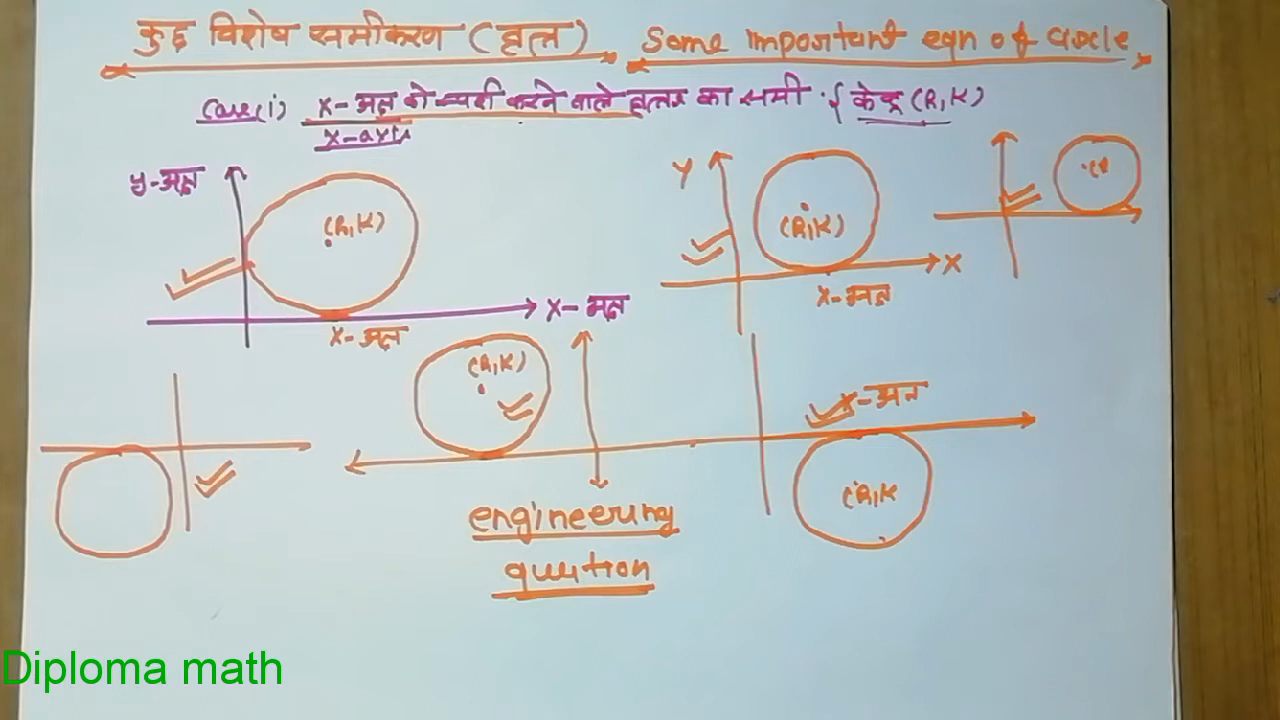 कुछ विशेष समीकरण (वृत्त) Some important eqn of circle
Case(i) x-अक्ष को स्पर्श करने वाले वृत्त का समी. { केन्द्र (h,k)
x-axis
y-अक्ष
(h,k)
x-अक्ष
x-अक्ष
Y
(h,k)
X
x-अक्ष
(h,k)
x-अक्ष
(h,k
engineering
question
Diploma math